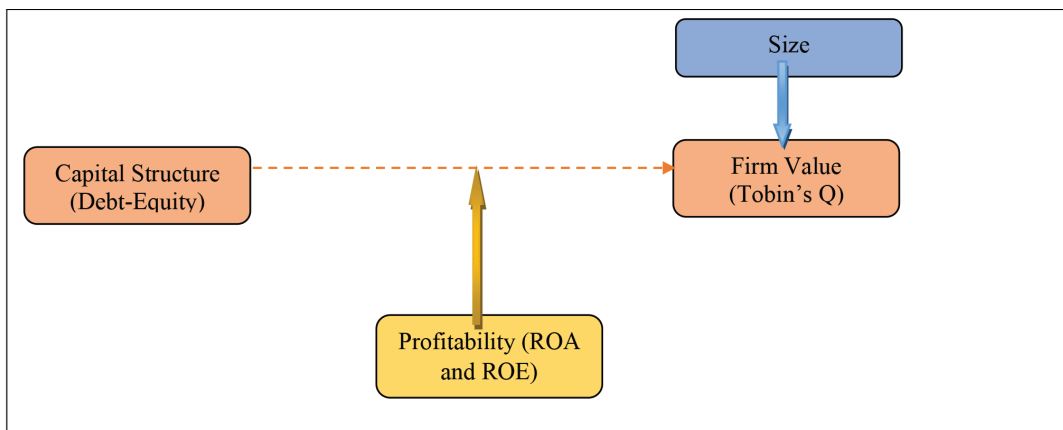 Size
Capital Structure
(Debt-Equity)
Firm Value
(Tobin’s Q)
Profitability (ROA
and ROE)